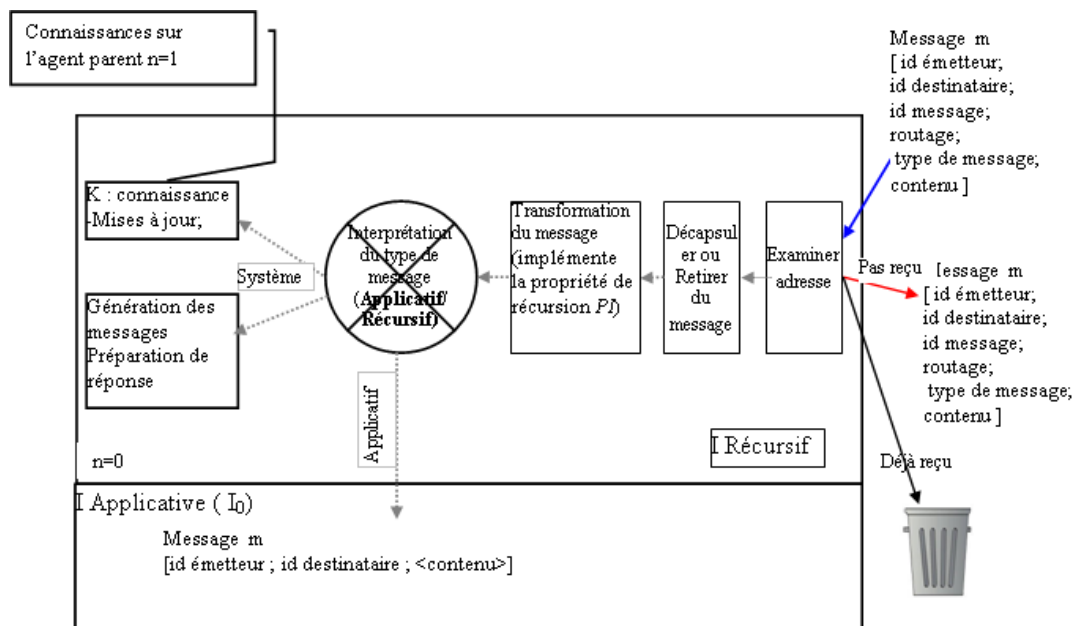 Connaissances sur
l'agent parent n=1
Message m
[ id émetteur;
id destinataire;
id message;
routage;
type de message;
contenu ]
K : connaissance
-Mises à jour;
Système
Génération des
messages
Préparation de
réponse
Interprétation
du type de
message
(Applicatif/
Récursif)
Transformation
du message
(implémente
la propriété de
récursion PI)
Décapsul
er ou
Retirer
du
message
Examiner
adresse
Pas reçu
[essage m
[ id émetteur;
id destinataire;
id message;
routage;
type de message;
contenu ]
Applicatif
n=0
I Récursif
Déjà reçu
I Applicative ( I0)
Message m
[id émetteur ; id destinataire ; <contenu>]